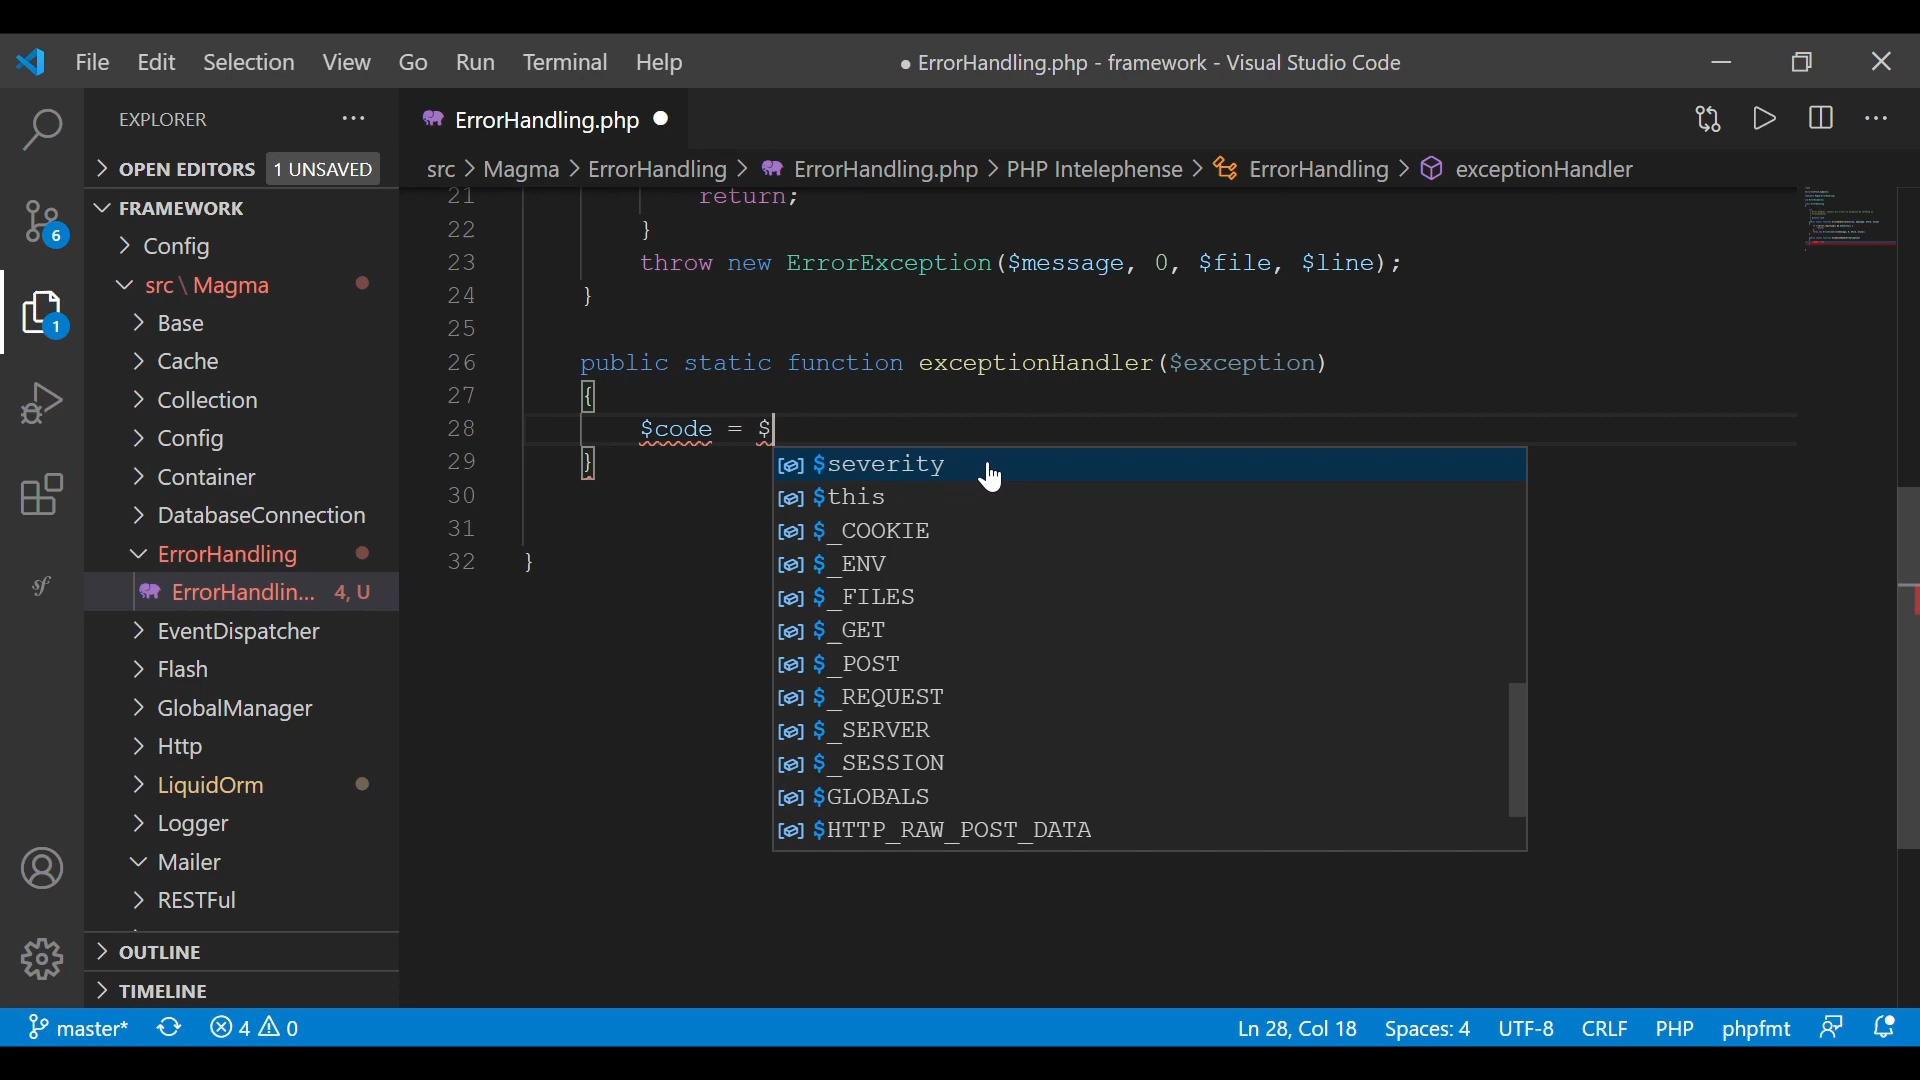 File Edit Selection View Go Run Terminal Help
● ErrorHandling.php - framework - Visual Studio Code
EXPLORER ...
ErrorHandling.php ●
OPEN EDITORS 1 UNSAVED
src > Magma > ErrorHandling > ErrorHandling.php > PHP Intelephense > ErrorHandling > exceptionHandler
FRAMEWORK
Config
src \ Magma
Base
Cache
Collection
Config
Container
DatabaseConnection
ErrorHandling
ErrorHandlin... 4, U
EventDispatcher
Flash
GlobalManager
Http
LiquidOrm
Logger
Mailer
RESTFul
OUTLINE
TIMELINE
6
1
sf
21 return;
22 }
23 throw new ErrorException($message, 0, $file, $line);
24 }
25
26 public static function exceptionHandler($exception)
27 {
28 $code = $
29 }
30
31
32 }
$severity
$this
$_COOKIE
$_ENV
$_FILES
$_GET
$_POST
$_REQUEST
$_SERVER
$_SESSION
$GLOBALS
$HTTP_RAW_POST_DATA
master* 4 0 Ln 28, Col 18 Spaces: 4 UTF-8 CRLF PHP phpfmt